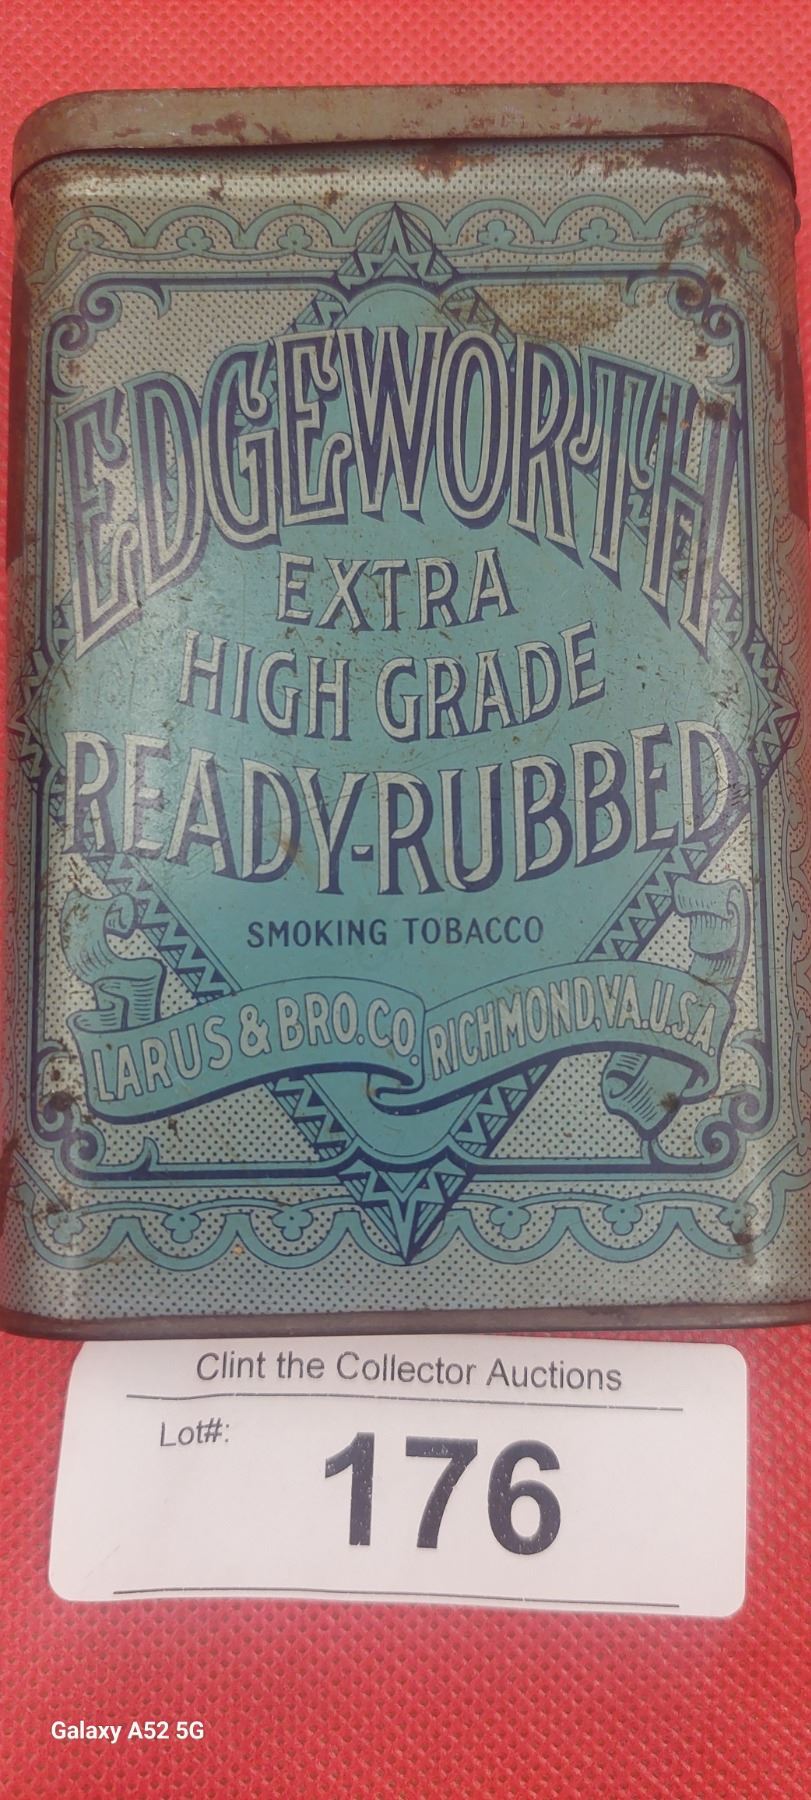 EDGEWORTH
EXTRA
HIGH GRADE
READY-RUBBED
SMOKING TOBACCO
LARUS & BRO.CO. RICHMOND,VA.U.S.A.
Clint the Collector Auctions
Lot#: 176
Galaxy A52 5G